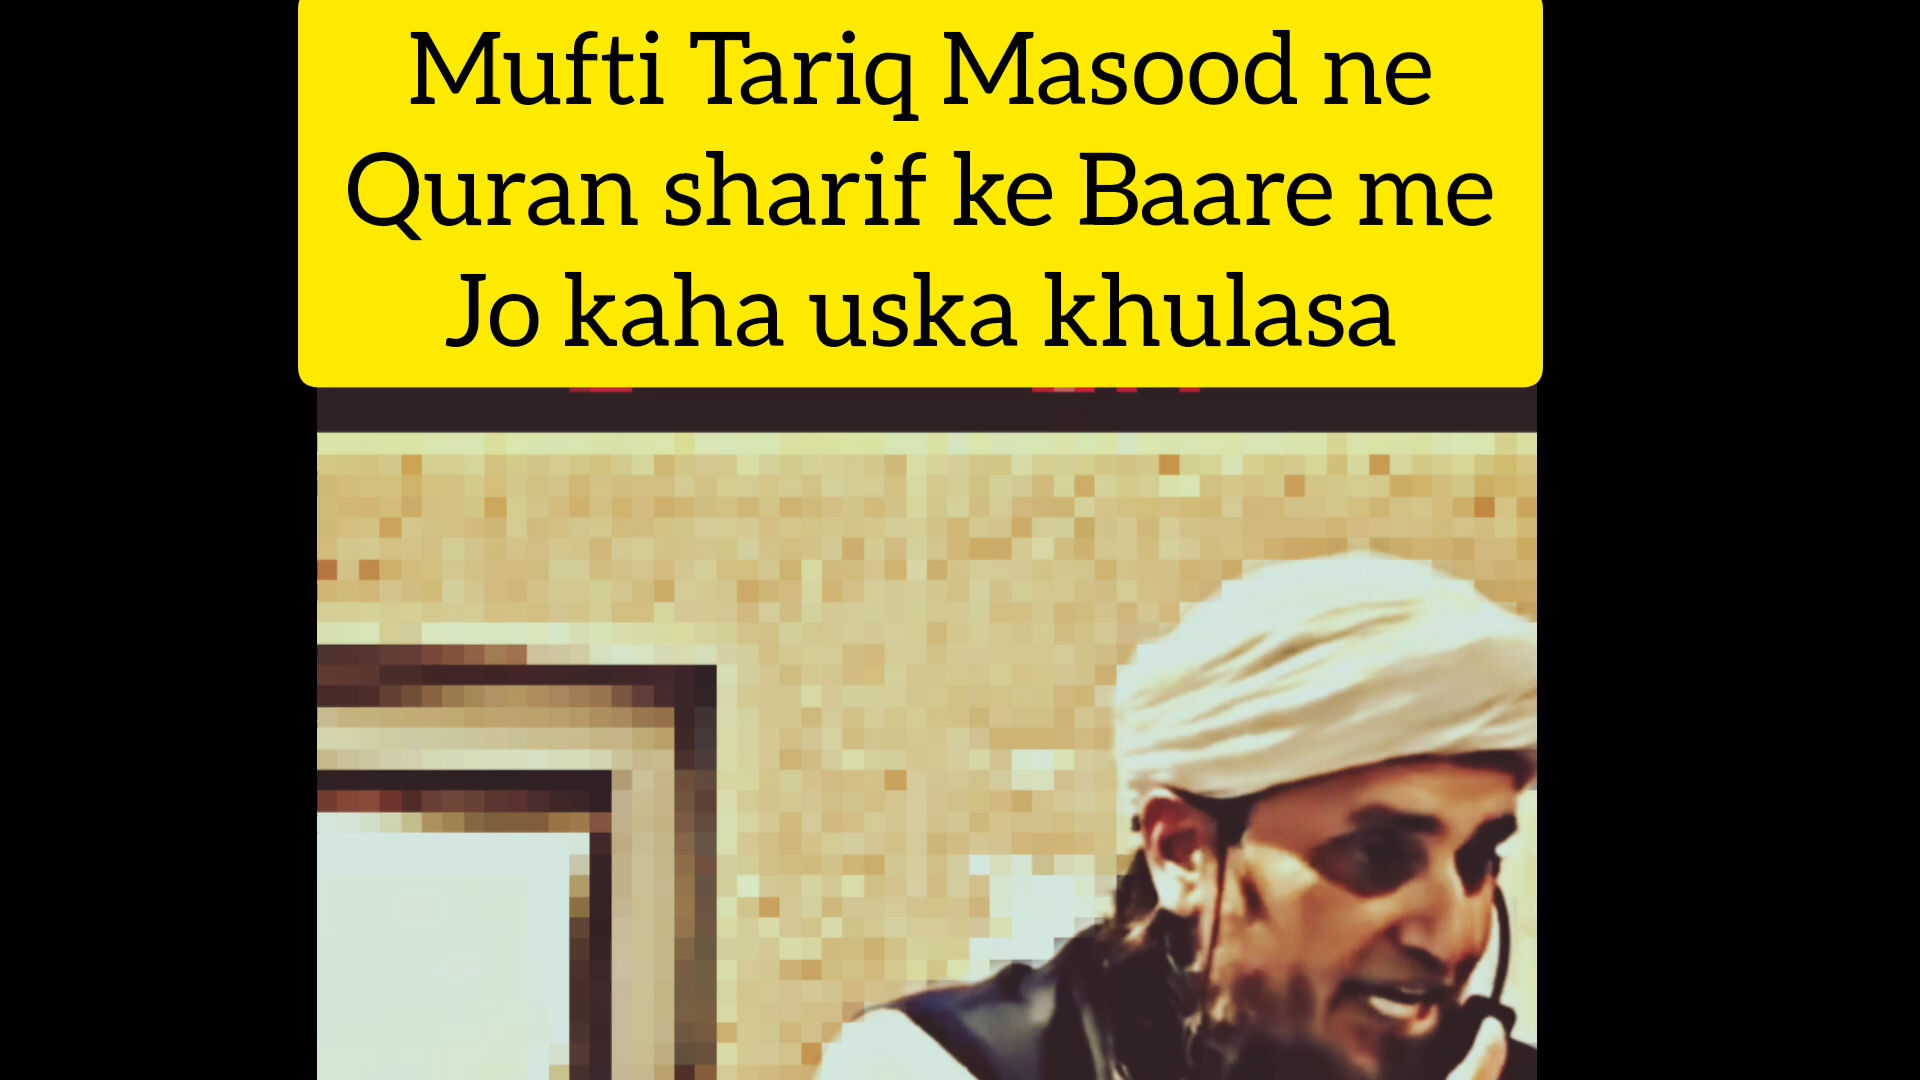 Mufti Tariq Masood ne
Quran sharif ke Baare me
Jo kaha uska khulasa